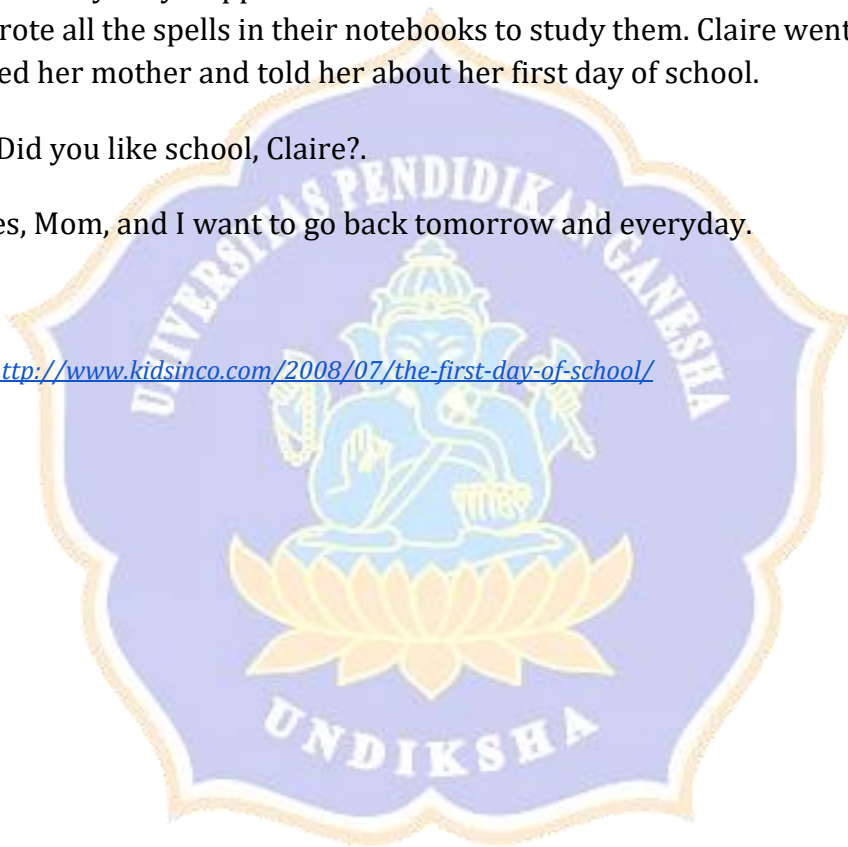 rote all the spells in their notebooks to study them. Claire went
ed her mother and told her about her first day of school.
Did you like school, Claire?.
es, Mom, and I want to go back tomorrow and everyday.
ttp://www.kidsinco.com/2008/07/the-first-day-of-school/
UNIVERSITAS PENDIDIKAN GANESHA
UNDIKSHA